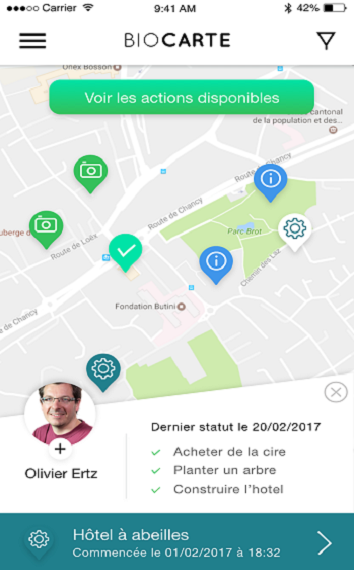 Carrier 9:41 AM 42%
BIOCARTE
Onex Bosson
Voir les actions disponibles
cantonal
de la population et des...
Route de Chancy
Parc Brot
uberge d
Route de Loëx
Route de Chancy
Chemin des Laz
Fondation Butini
de Chancy
Dernier statut le 20/02/2017
Acheter de la cire
Planter un arbre
Construire l'hotel
Olivier Ertz
Hôtel à abeilles
Commencée le 01/02/2017 à 18:32